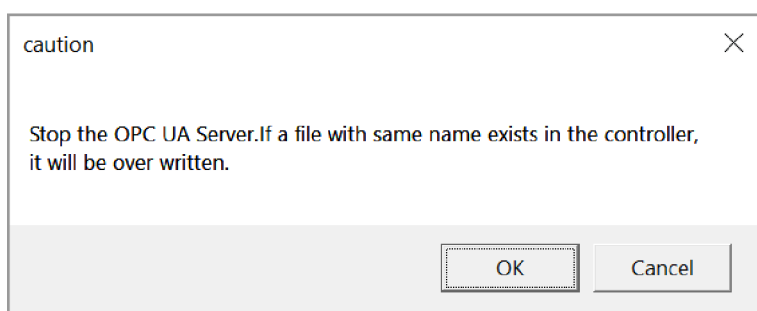 caution
Stop the OPC UA Server.If a file with same name exists in the controller,
it will be over written.
OK
Cancel